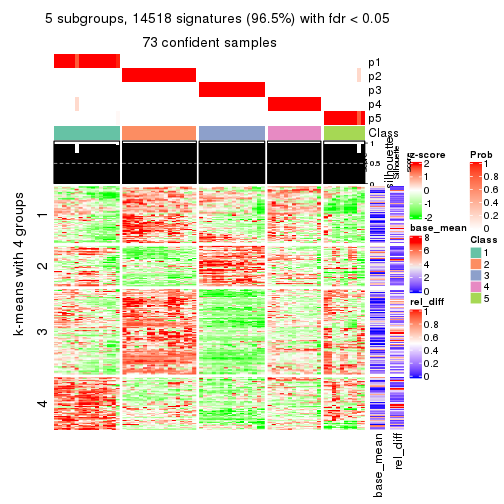 5 subgroups, 14518 signatures (96.5%) with fdr < 0.05
73 confident samples
p1
p2
p3
p4
p5
Class
1
0.5
0
Silhouette
silhouette
k-means with 4 groups
1
2
3
4
base_mean
rel_diff
z-score
2
1
0
-1
-2
base_mean
8
6
4
2
0
rel_diff
1
0.8
0.6
0.4
0.2
0
Prob
1
0.8
0.6
0.4
0.2
0
Class
1
2
3
4
5